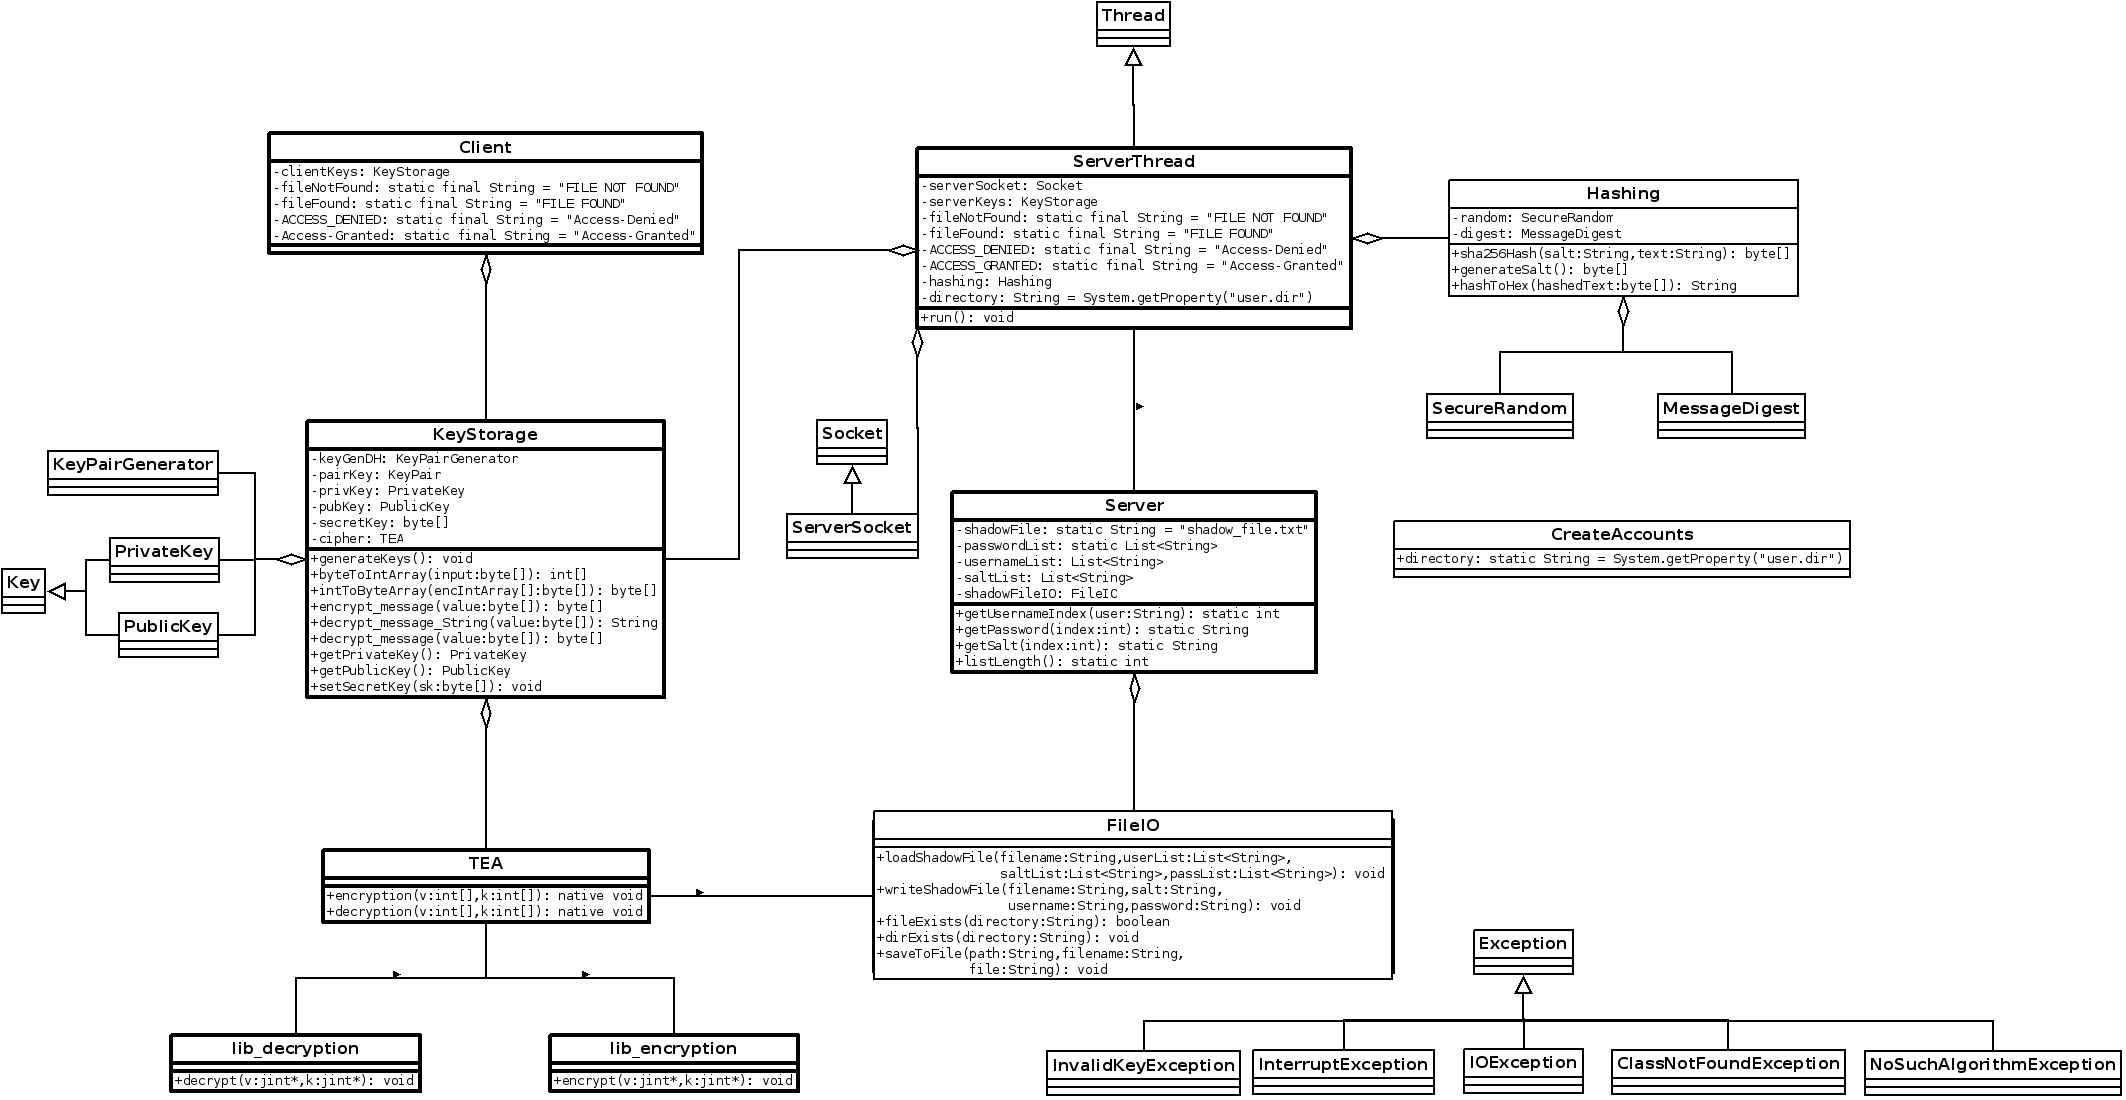 Thread
Client
-clientKeys: KeyStorage
-fileNotFound: static final String = "FILE NOT FOUND"
-fileFound: static final String = "FILE FOUND"
-ACCESS_DENIED: static final String = "Access-Denied"
-Access-Granted: static final String = "Access-Granted"
ServerThread
-serverSocket: Socket
-serverKeys: KeyStorage
-fileNotFound: static final String = "FILE NOT FOUND"
-fileFound: static final String = "FILE FOUND"
-ACCESS_DENIED: static final String = "Access-Denied"
-ACCESS_GRANTED: static final String = "Access-Granted"
-hashing: Hashing
-directory: String = System.getProperty("user.dir")
+run(): void
Hashing
-random: SecureRandom
-digest: MessageDigest
+sha256Hash(salt:String,text:String): byte[]
+generateSalt(): byte[]
+hashToHex(hashedText:byte[]): String
SecureRandom
MessageDigest
KeyStorage
-keyGenDH: KeyPairGenerator
-pairKey: KeyPair
-privKey: PrivateKey
-pubKey: PublicKey
-secretKey: byte[]
-cipher: TEA
+generateKeys(): void
+byteToIntArray(input:byte[]): int[]
+intToByteArray(encIntArray[]:byte[]): byte[]
+encrypt_message(value:byte[]): byte[]
+decrypt_message_String(value:byte[]): String
+decrypt_message(value:byte[]): byte[]
+getPrivateKey(): PrivateKey
+getPublicKey(): PublicKey
+setSecretKey(sk:byte[]): void
KeyPairGenerator
PrivateKey
Key
PublicKey
Socket
ServerSocket
Server
-shadowFile: static String = "shadow_file.txt"
-passwordList: static List<String>
-usernameList: List<String>
-saltList: List<String>
-shadowFileIO: FileIO
+getUsernameIndex(user:String): static int
+getPassword(index:int): static String
+getSalt(index:int): static String
+listLength(): static int
CreateAccounts
+directory: static String = System.getProperty("user.dir")
TEA
+encryption(v:int[],k:int[]): native void
+decryption(v:int[],k:int[]): native void
FileIO
+loadShadowFile(filename:String,userList:List<String>,
saltList:List<String>,passList:List<String>): void
+writeShadowFile(filename:String,salt:String,
username:String,password:String): void
+fileExists(directory:String): boolean
+dirExists(directory:String): void
+saveToFile(path:String,filename:String,
file:String): void
lib_decryption
+decrypt(v:jint*,k:jint*): void
lib_encryption
+encrypt(v:jint*,k:jint*): void
Exception
InvalidKeyException
InterruptException
IOException
ClassNotFoundException
NoSuchAlgorithmException